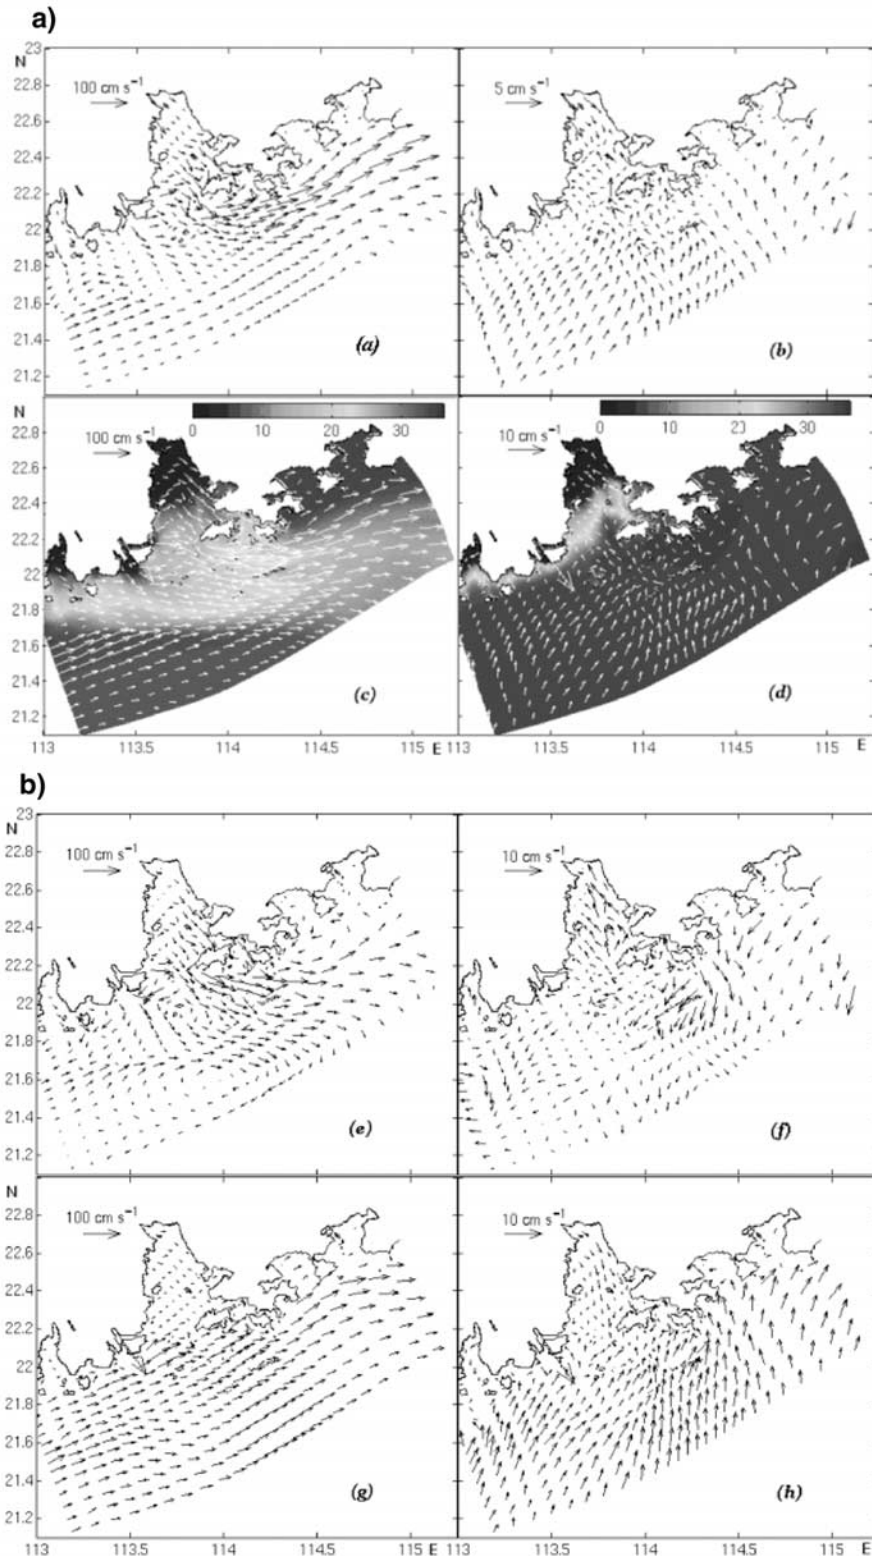 a)
23
N
22.8
22.6
22.4
22.2
22
21.8
21.6
21.4
21.2
100 cm s⁻¹
(a)
5 cm s⁻¹
(b)
N
22.8
22.6
22.4
22.2
22
21.8
21.6
21.4
21.2
100 cm s⁻¹
0 10 20 30
(c)
10 cm s⁻¹
0 10 23 30
(d)
113 113.5 114 114.5 115 E 113 113.5 114 114.5 115 E
b)
23
N
22.8
22.6
22.4
22.2
22
21.8
21.6
21.4
21.2
100 cm s⁻¹
(e)
10 cm s⁻¹
(f)
N
22.8
22.6
22.4
22.2
22
21.8
21.6
21.4
21.2
100 cm s⁻¹
(g)
10 cm s⁻¹
(h)
113 113.5 114 114.5 115 E 113 113.5 114 114.5 115 E